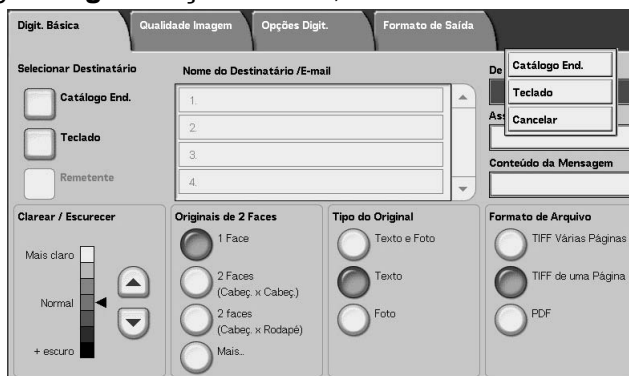 Digit. Básica
Qualidade Imagem
Opções Digit.
Formato de Saída
Selecionar Destinatário
Nome do Destinatário /E-mail
De
Catálogo End.
Catálogo End.
1.
Teclado
As
Cancelar
2.
Teclado
3.
Conteúdo da Mensagem
Remetente
4.
Clarear / Escurecer
Originais de 2 Faces
Tipo do Original
Formato de Arquivo
1 Face
Texto e Foto
TIFF Várias Páginas
Mais claro
2 Faces
(Cabeç. x Cabeç.)
Texto
TIFF de uma Página
Normal
2 faces
(Cabeç. x Rodapé)
Foto
PDF
+ escuro
Mais...